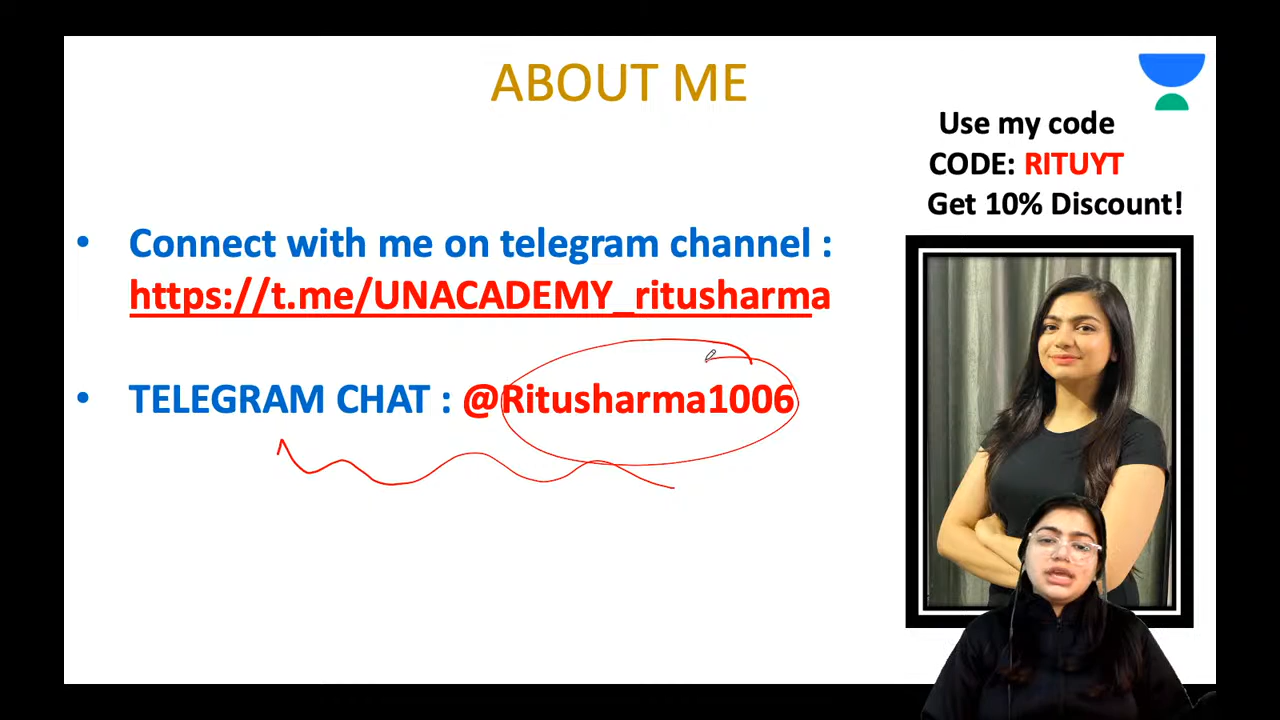 ABOUT ME
Use my code
CODE: RITUYT
Get 10% Discount!
• Connect with me on telegram channel :
https://t.me/UNACADEMY_ritusharma
• TELEGRAM CHAT : @Ritusharma1006